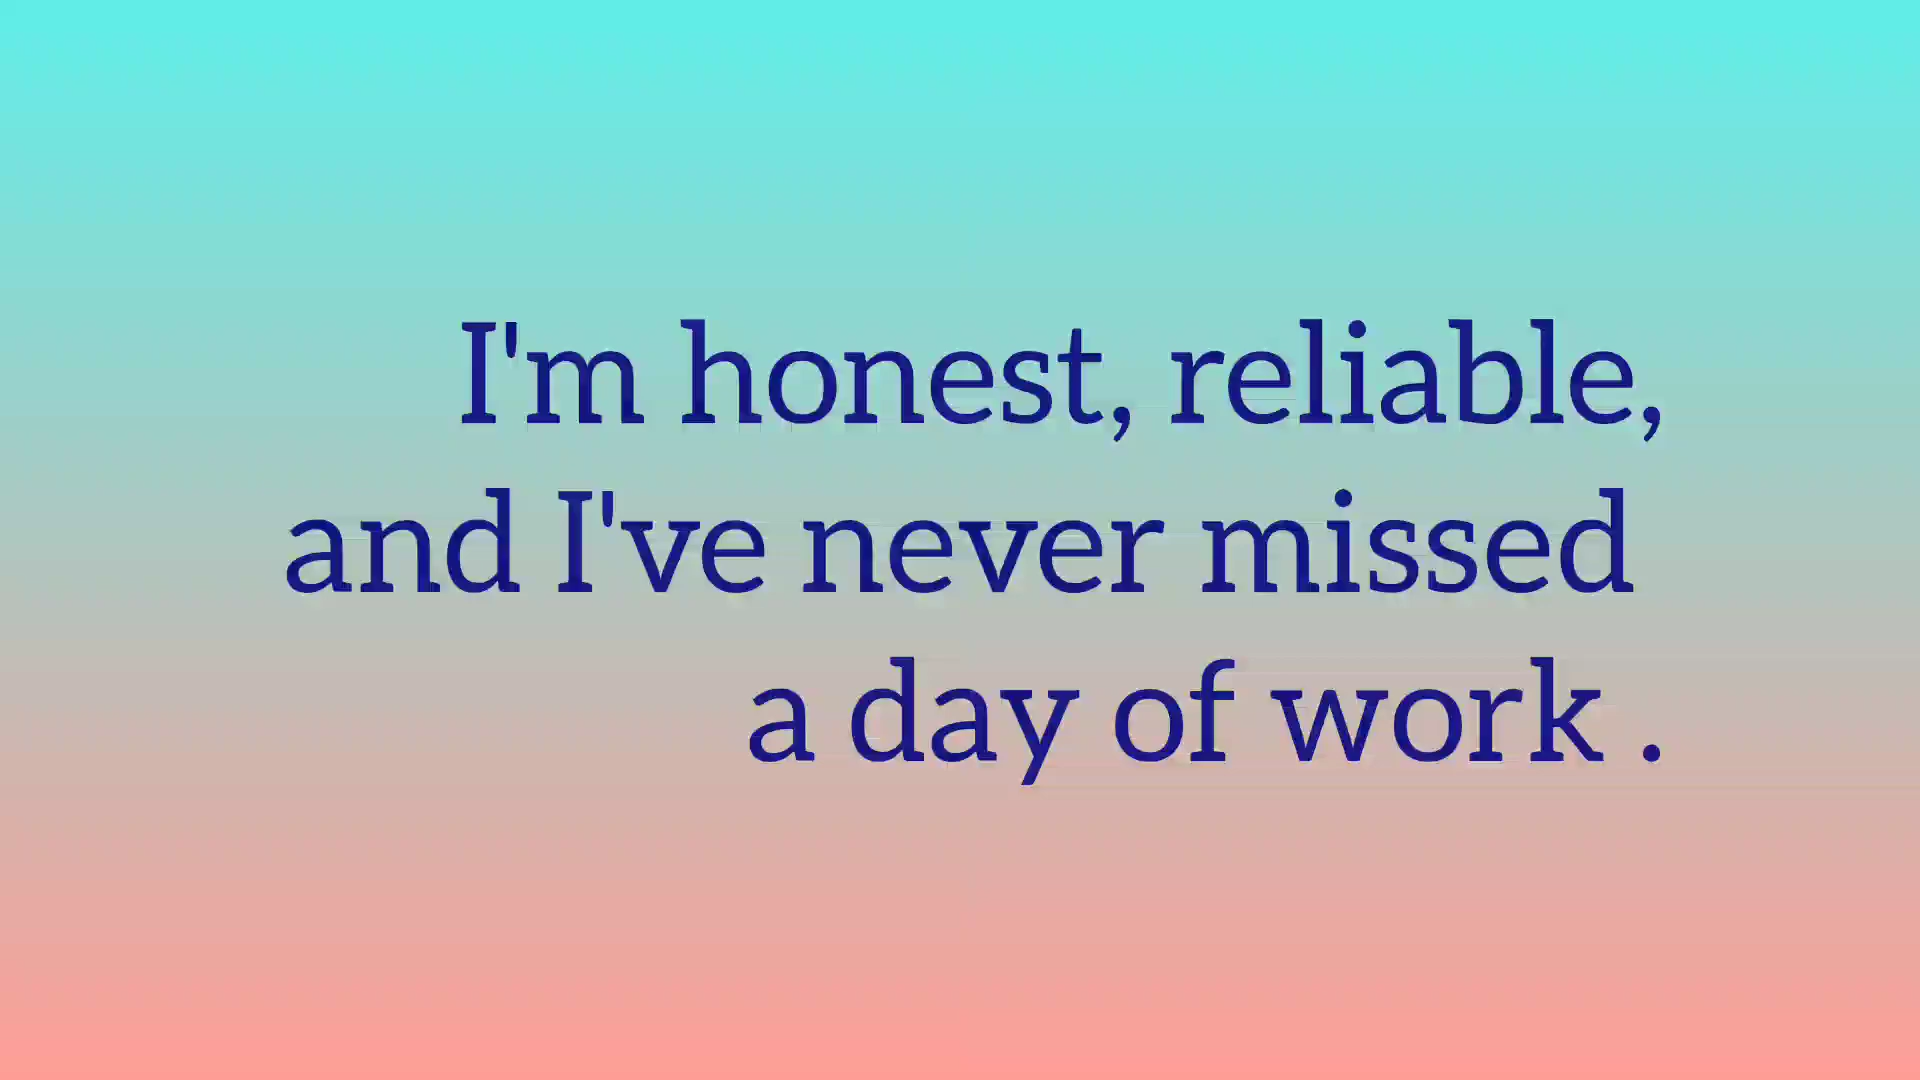 I'm honest, reliable,
and I've never missed
a day of work .